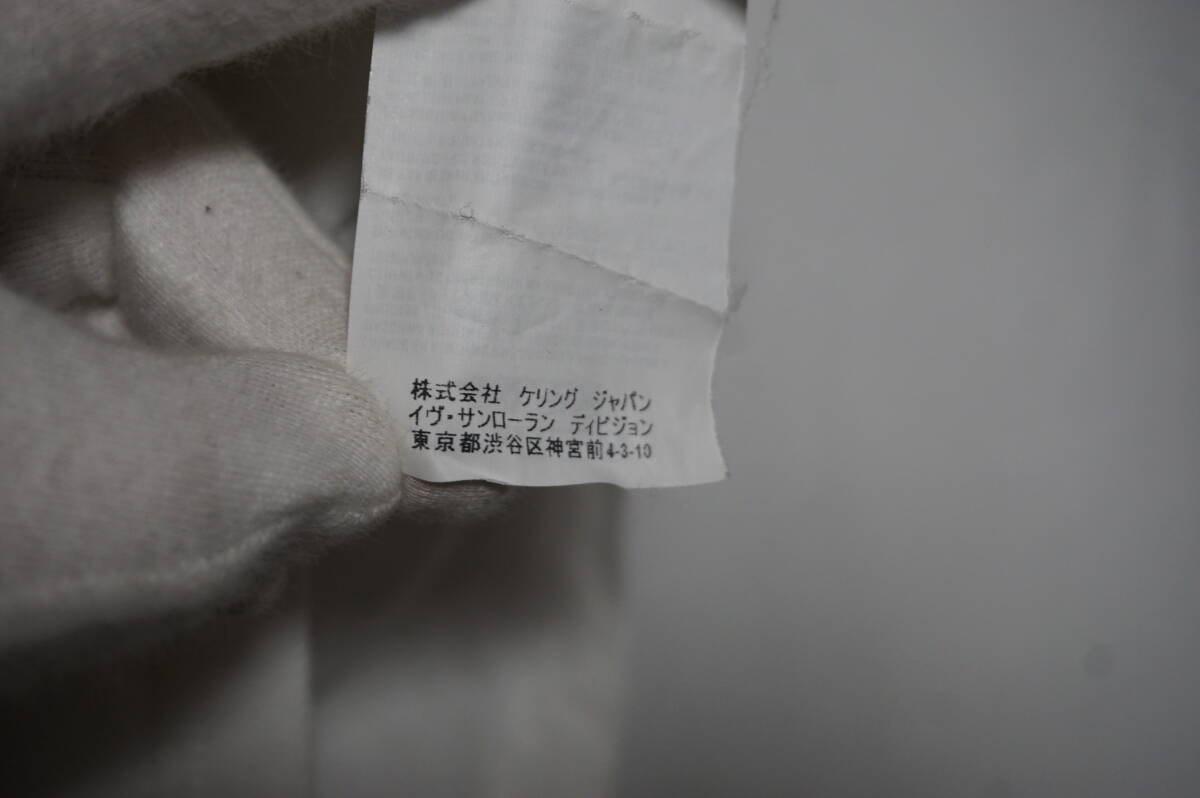 株式会社 ケリング ジャパン
イヴ・サンローラン ディビジョン
東京都渋谷区神宮前4-3-10